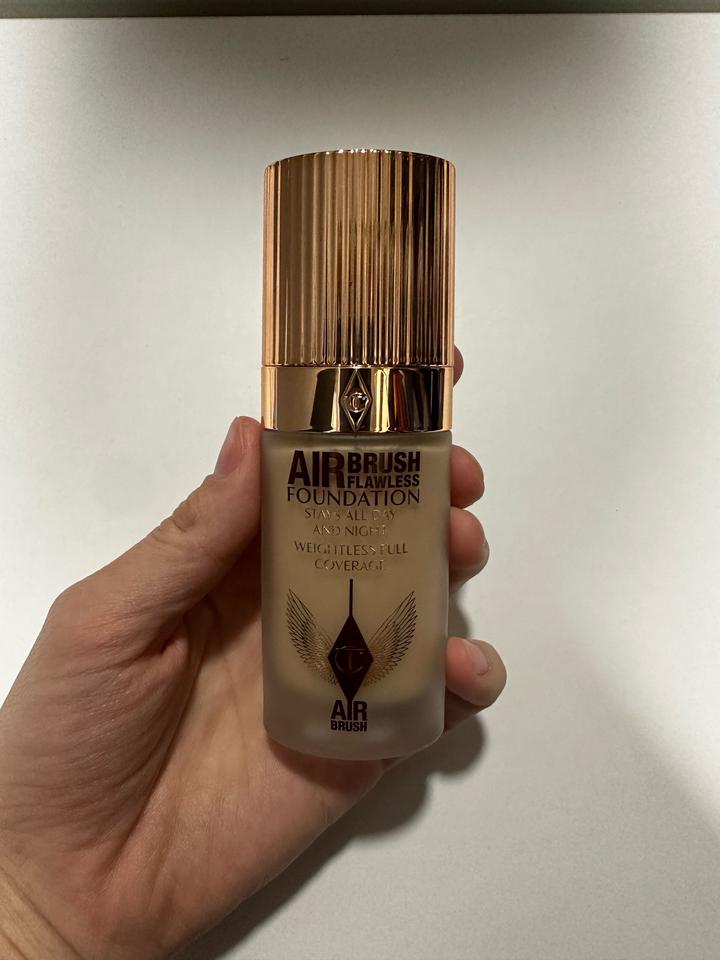 AIRBRUSH
FLAWLESS
FOUNDATION
STAYS ALL DAY
AND NIGHT
WEIGHTLESS FULL
COVERAGE
AIR
BRUSH